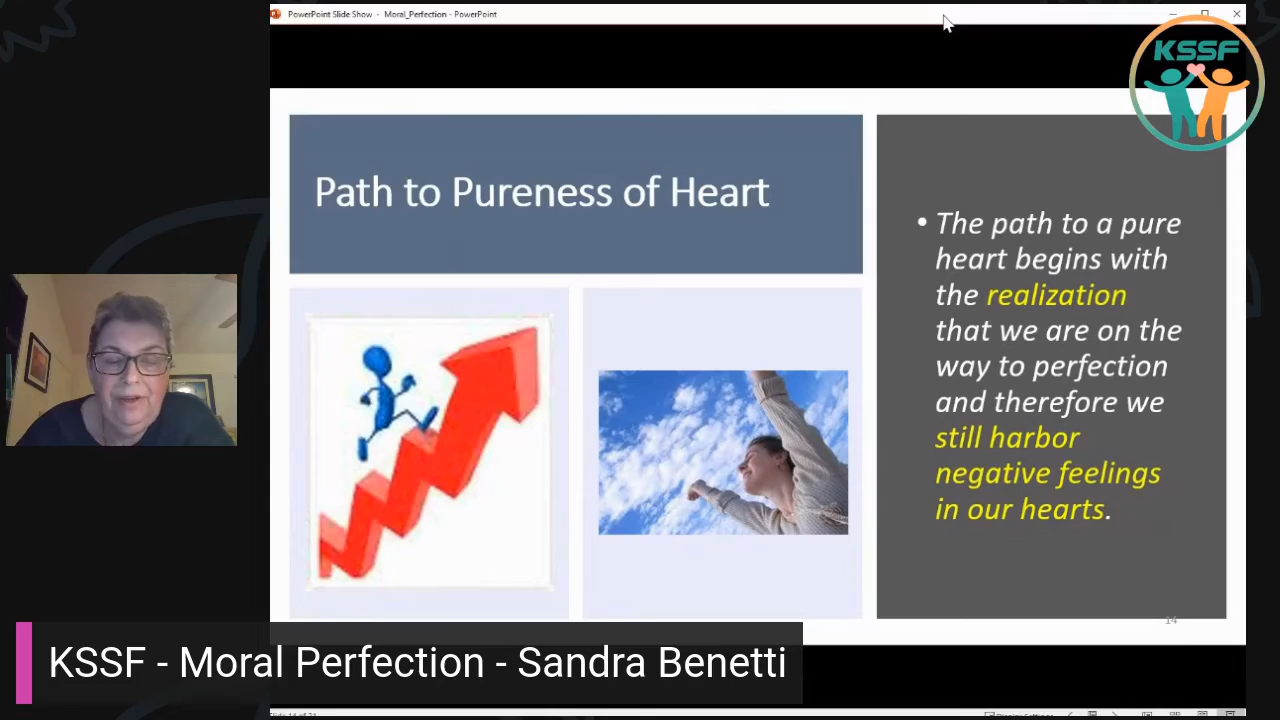 PowerPoint Slide Show - Moral_Perfection - PowerPoint
KSSF
Path to Pureness of Heart
• The path to a pure
heart begins with
the realization
that we are on the
way to perfection
and therefore we
still harbor
negative feelings
in our hearts.
14
KSSF - Moral Perfection - Sandra Benetti